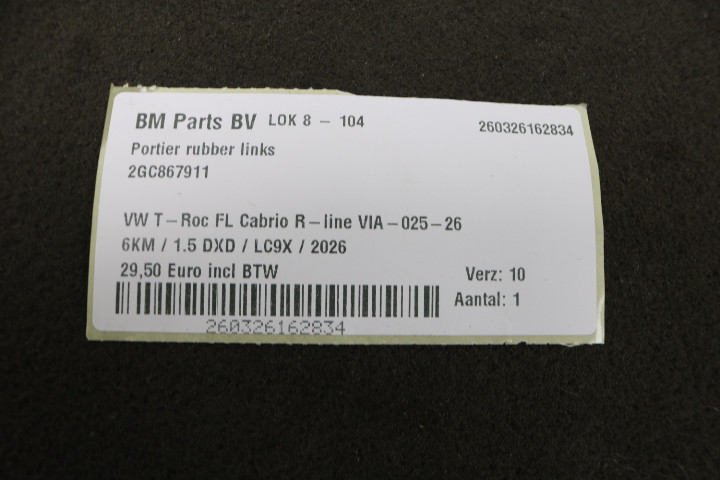 BM Parts BV LOK 8 - 104 260326162834
Portier rubber links
2GC867911
VW T-Roc FL Cabrio R-line VIA-025-26
6KM / 1.5 DXD / LC9X / 2026
29,50 Euro incl BTW Verz: 10
Aantal: 1
260326162834